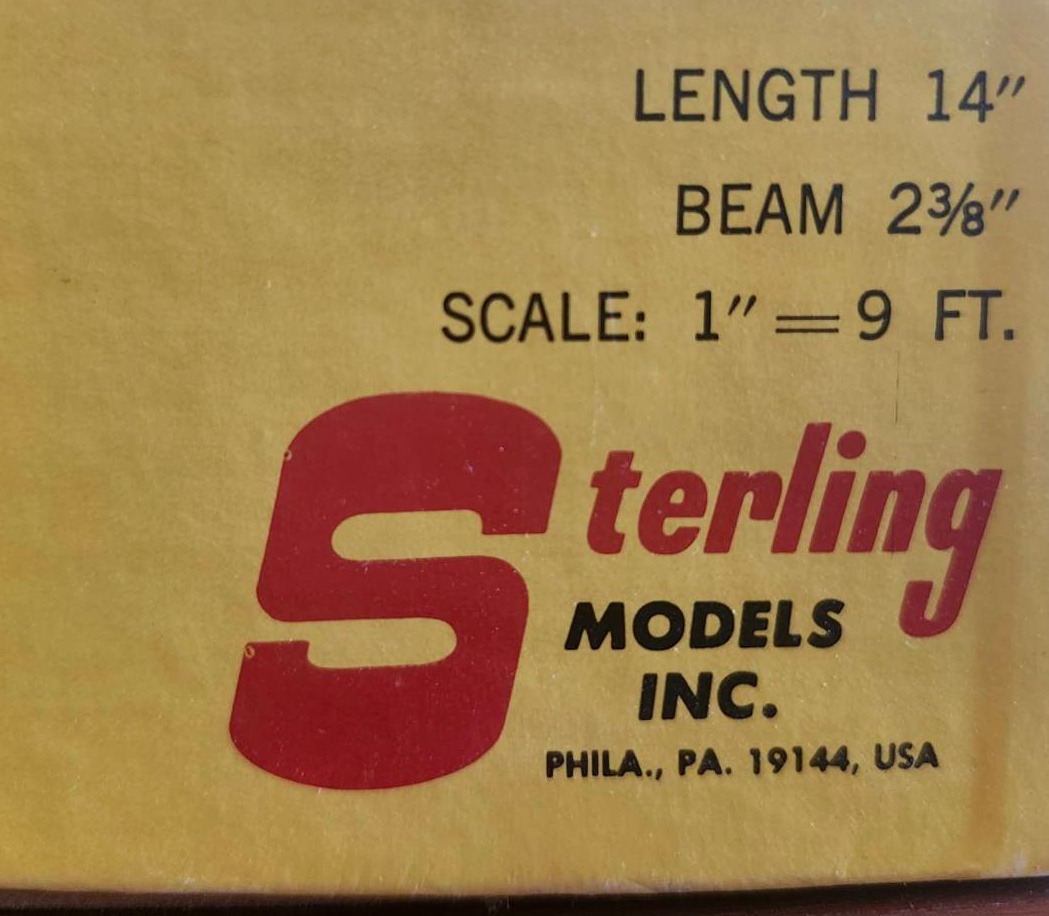 LENGTH 14"
BEAM 2⅜"
SCALE: 1" = 9 FT.
Sterling
MODELS
INC.
PHILA., PA. 19144, USA